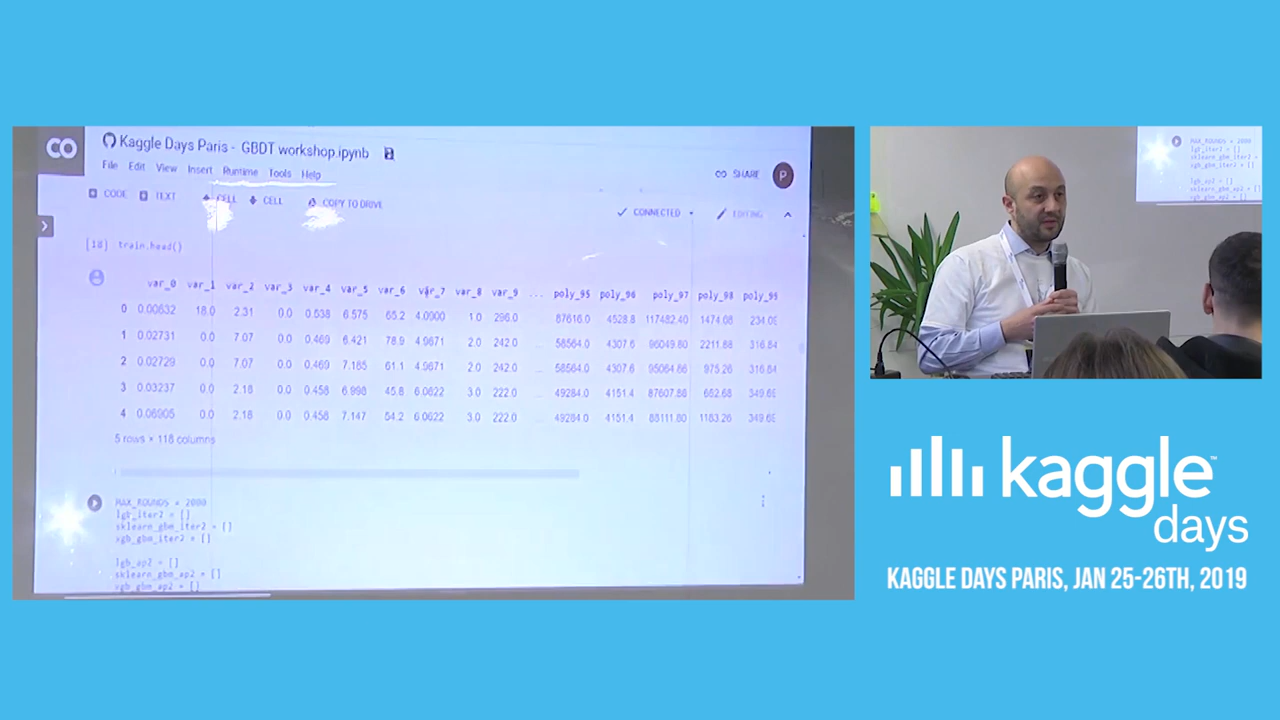 CO
Kaggle Days Paris - GBDT workshop.ipynb
File Edit View Insert Runtime Tools Help
SHARE
P
CODE TEXT CELL CELL COPY TO DRIVE
CONNECTED EDITING
[18] train.head()
var_0 var_1 var_2 var_3 var_4 var_5 var_6 var_7 var_8 var_9 ... poly_95 poly_96 poly_97 poly_98 poly_99
0 0.00632 18.0 2.31 0.0 0.538 6.575 65.2 4.0900 1.0 296.0 ... 87616.0 4528.8 117482.40 1474.08 234.09
1 0.02731 0.0 7.07 0.0 0.469 6.421 78.9 4.9671 2.0 242.0 ... 58564.0 4307.6 96049.80 2211.88 316.84
2 0.02729 0.0 7.07 0.0 0.469 7.185 61.1 4.9671 2.0 242.0 ... 58564.0 4307.6 95064.86 975.26 316.84
3 0.03237 0.0 2.18 0.0 0.458 6.998 45.8 6.0622 3.0 222.0 ... 49284.0 4151.4 87607.86 662.68 349.69
4 0.06905 0.0 2.18 0.0 0.458 7.147 54.2 6.0622 3.0 222.0 ... 49284.0 4151.4 88111.80 1183.26 349.69
5 rows × 118 columns
MAX_ROUNDS = 2000
lgb_iter2 = []
sklearn_gbm_iter2 = []
xgb_gbm_iter2 = []
lgb_ap2 = []
sklearn_gbm_ap2 = []
xgb_gbm_ap2 = []
MAX_ROUNDS = 2000
lgb_iter2 = []
sklearn_gbm_iter2 =
xgb_gbm_iter2 =
lgb_ap2 = []
sklearn_gbm_ap2 =
xgb_gbm_ap2 = []
kaggle
days
KAGGLE DAYS PARIS, JAN 25-26TH, 2019